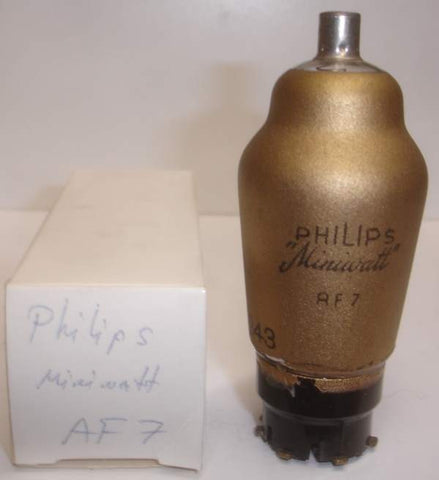 Philips
Miniwatt
AF7
PHILIPS
"Miniwatt"
AF7
43